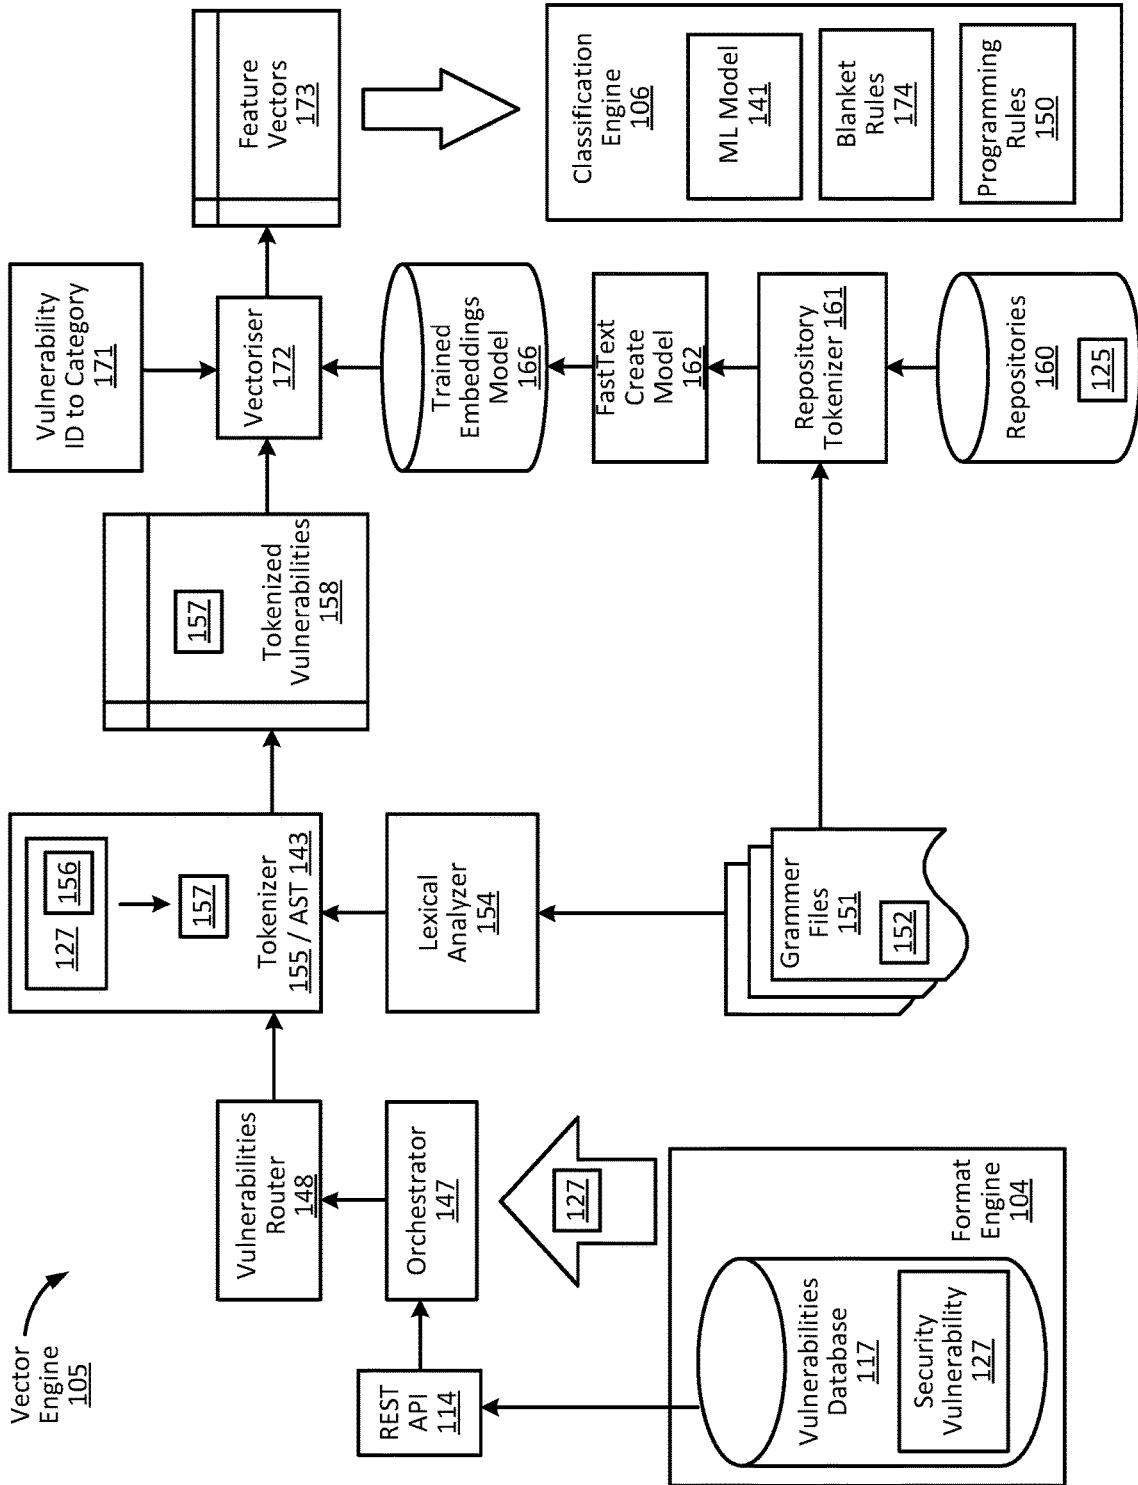 Vector
Engine
105
REST
API
114
Vulnerabilities
Database
117
Security
Vulnerability
127
Format
Engine
104
127
Orchestrator
147
Vulnerabilities
Router
148
127
156
157
Tokenizer
155 / AST 143
Lexical
Analyzer
154
Grammer
Files
151
152
157
Tokenized
Vulnerabilities
158
Vulnerability
ID to Category
171
Vectoriser
172
Trained
Embeddings
Model
166
FastText
Create
Model
162
Repository
Tokenizer 161
Repositories
160
125
Feature
Vectors
173
Classification
Engine
106
ML Model
141
Blanket
Rules
174
Programming
Rules
150